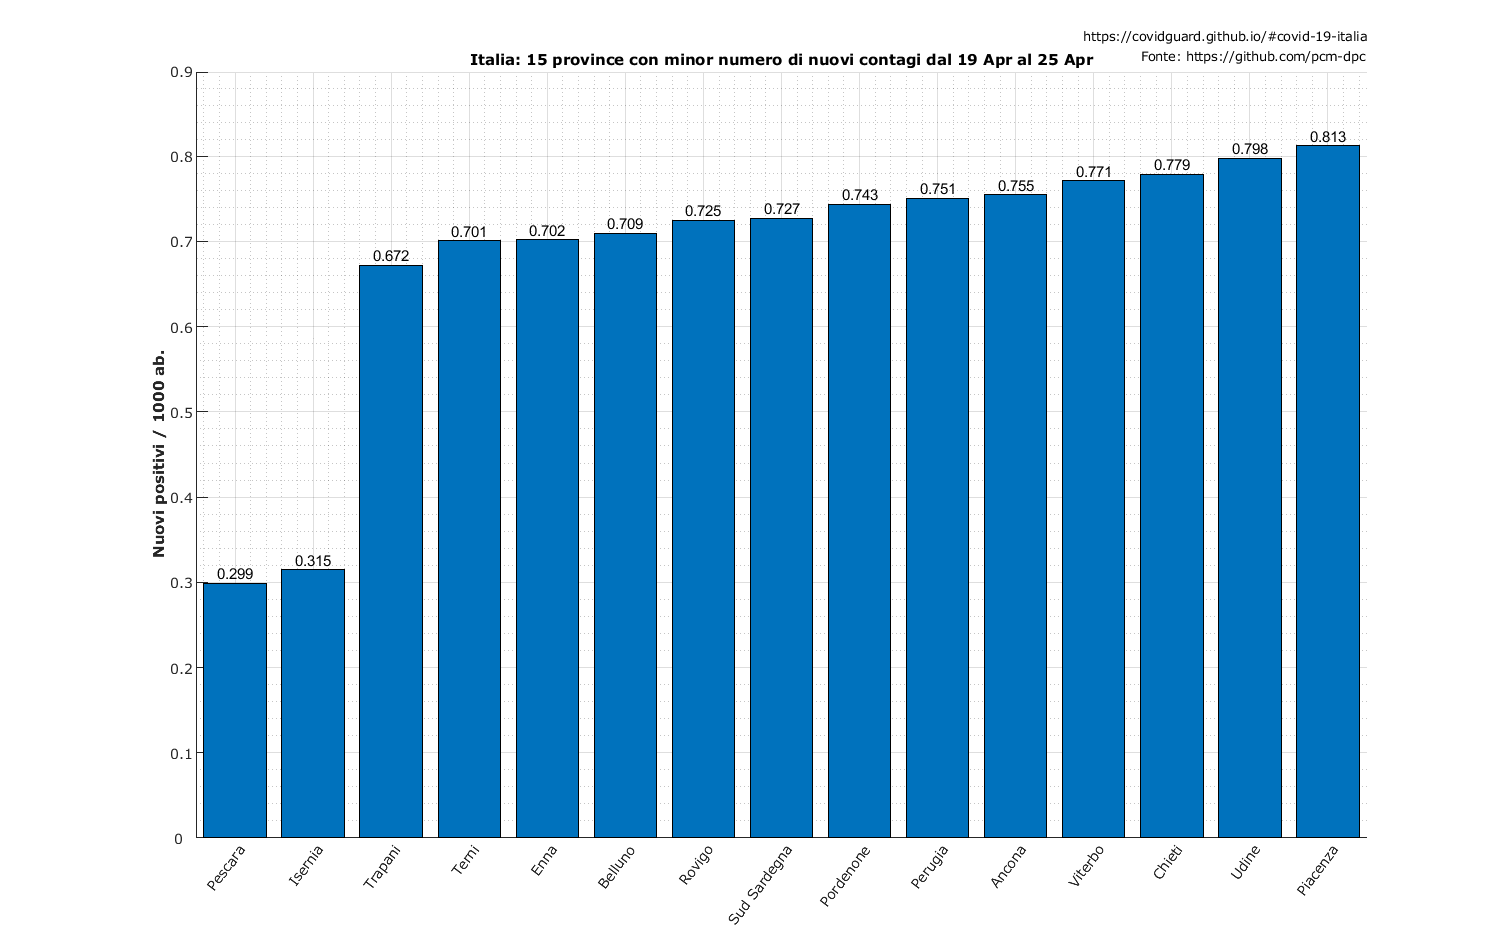 https://covidguard.github.io/#covid-19-italia
Fonte: https://github.com/pcm-dpc
Italia: 15 province con minor numero di nuovi contagi dal 19 Apr al 25 Apr
Nuovi positivi / 1000 ab.
0.9
0.8
0.7
0.6
0.5
0.4
0.3
0.2
0.1
0
0.299
0.315
0.672
0.701
0.702
0.709
0.725
0.727
0.743
0.751
0.755
0.771
0.779
0.798
0.813
Pescara
Isernia
Trapani
Terni
Enna
Belluno
Rovigo
Sud Sardegna
Pordenone
Perugia
Ancona
Viterbo
Chieti
Udine
Piacenza